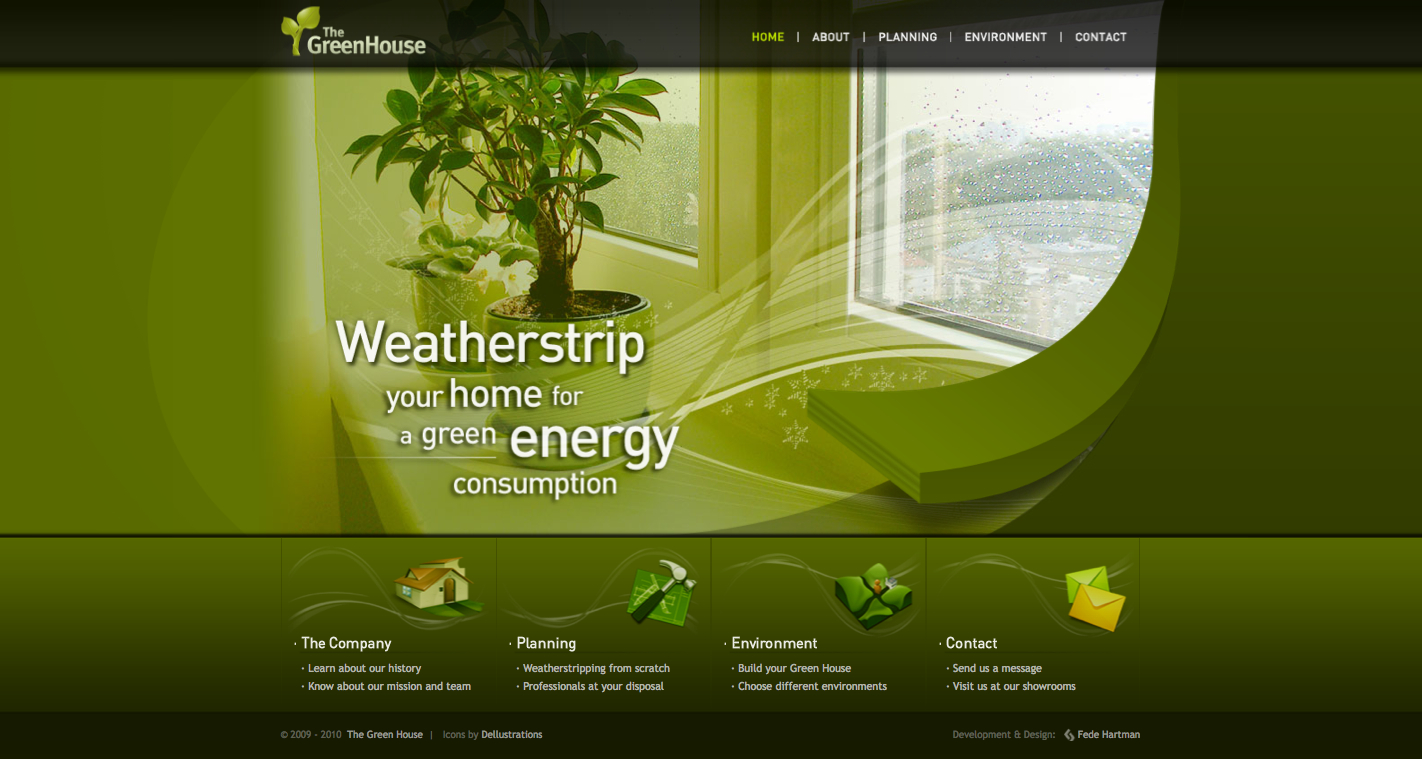 The
GreenHouse
HOME | ABOUT | PLANNING | ENVIRONMENT | CONTACT
Weatherstrip
your home for
a green energy
consumption
· The Company
· Learn about our history
· Know about our mission and team
· Planning
· Weatherstripping from scratch
· Professionals at your disposal
· Environment
· Build your Green House
· Choose different environments
· Contact
· Send us a message
· Visit us at our showrooms
© 2009 - 2010 The Green House | Icons by Dellustrations
Development & Design: Fede Hartman